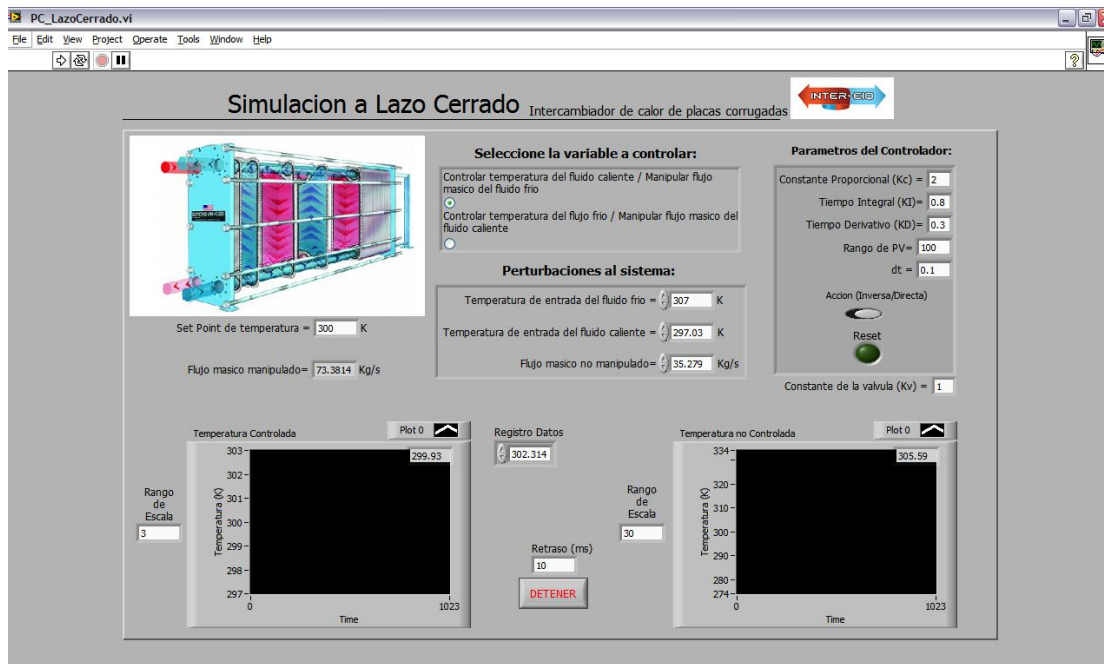 PC_LazoCerrado.vi
File Edit View Project Operate Tools Window Help
Simulacion a Lazo Cerrado Intercambiador de calor de placas corrugadas
INTER-CIO
Seleccione la variable a controlar:
Controlar temperatura del fluido caliente / Manipular flujo
masico del fluido frio
Controlar temperatura del flujo frio / Manipular flujo masico del
fluido caliente
Perturbaciones al sistema:
Temperatura de entrada del fluido frio = 307 K
Temperatura de entrada del fluido caliente = 297.03 K
Flujo masico no manipulado= 35.279 Kg/s
Parametros del Controlador:
Constante Proporcional (Kc) = 2
Tiempo Integral (KI)= 0.8
Tiempo Derivativo (KD)= 0.3
Rango de PV= 100
dt = 0.1
Accion (Inversa/Directa)
Reset
Constante de la valvula (Kv) = 1
Set Point de temperatura = 300 K
Flujo masico manipulado= 73.3814 Kg/s
Temperatura Controlada
Plot 0
299.93
303
302
301
300
299
298
297
Temperatura (K)
0
1023
Time
Rango
de
Escala
3
Registro Datos
302.314
Retraso (ms)
10
DETENER
Rango
de
Escala
30
Temperatura no Controlada
Plot 0
305.59
334
320
310
300
290
280
274
Temperatura (K)
0
1023
Time